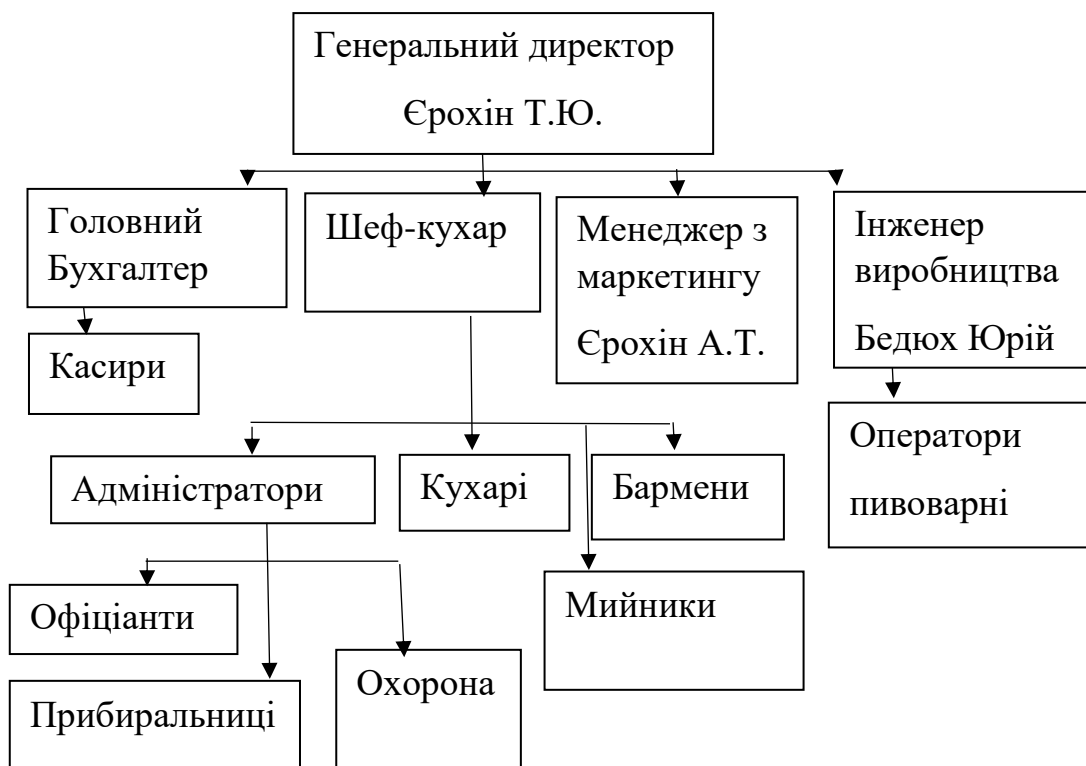 Генеральний директор
Єрохін Т.Ю.
Головний
Бухгалтер
Шеф-кухар
Менеджер з
маркетингу
Єрохін А.Т.
Інженер
виробництва
Бедюх Юрій
Касири
Оператори
пивоварні
Адміністратори
Кухарі
Бармени
Офіціанти
Мийники
Охорона
Прибиральниці